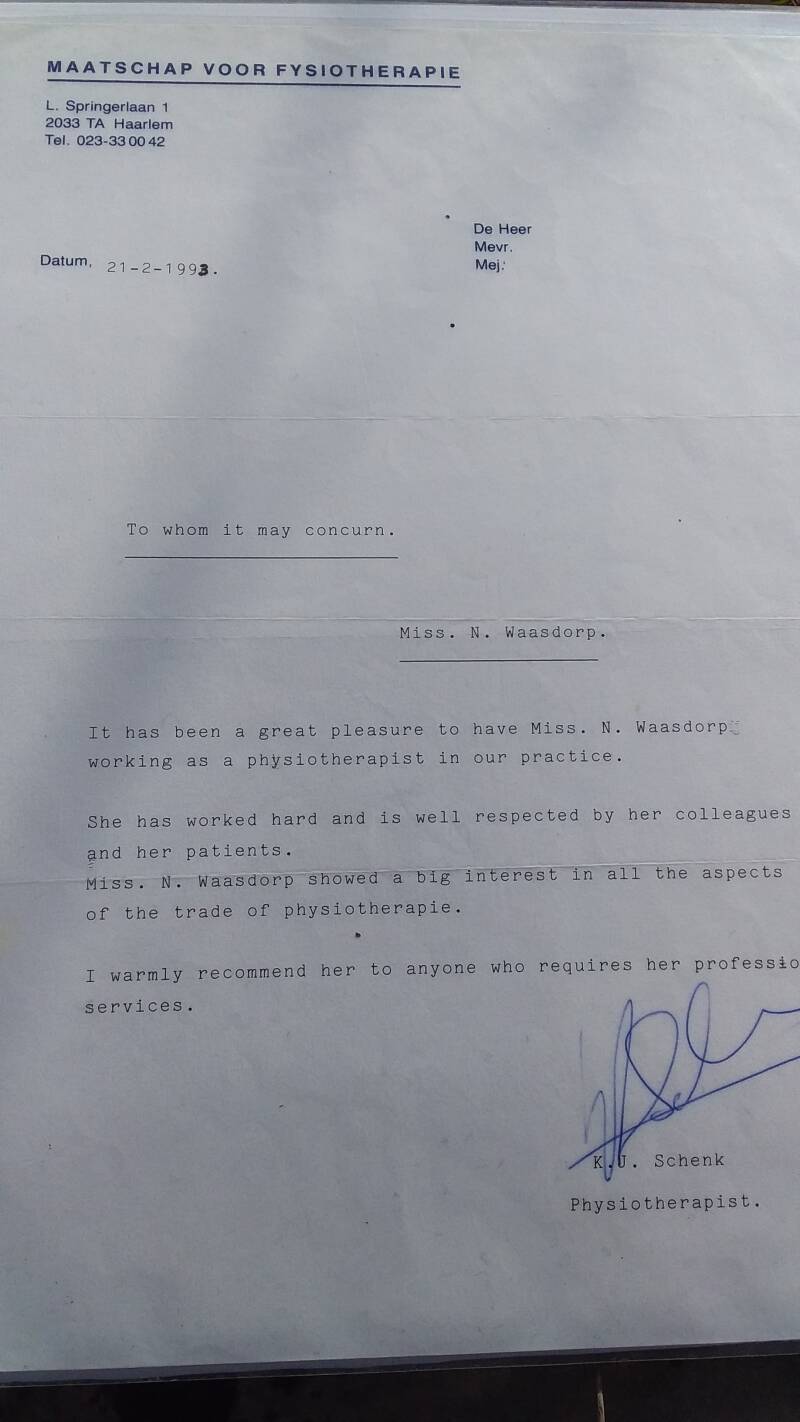 MAATSCHAP VOOR FYSIOTHERAPIE
L. Springerlaan 1
2033 TA Haarlem
Tel. 023-33 00 42
De Heer
Mevr.
Mej.
Datum, 21-2-1993.
To whom it may concurn.
Miss. N. Waasdorp.
It has been a great pleasure to have Miss. N. Waasdorp
working as a physiotherapist in our practice.
She has worked hard and is well respected by her colleagues
and her patients.
Miss. N. Waasdorp showed a big interest in all the aspects
of the trade of physiotherapie.
I warmly recommend her to anyone who requires her professio
services.
K.J. Schenk
Physiotherapist.